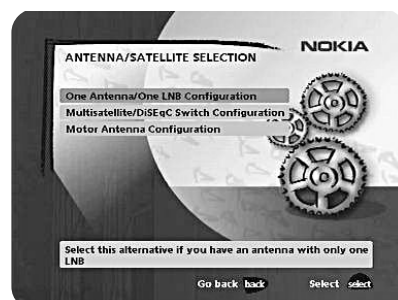 NOKIA
ANTENNA/SATELLITE SELECTION
One Antenna/One LNB Configuration
Multisatellite/DiSEqC Switch Configuration
Motor Antenna Configuration
Select this alternative if you have an antenna with only one
LNB
Go back back Select select